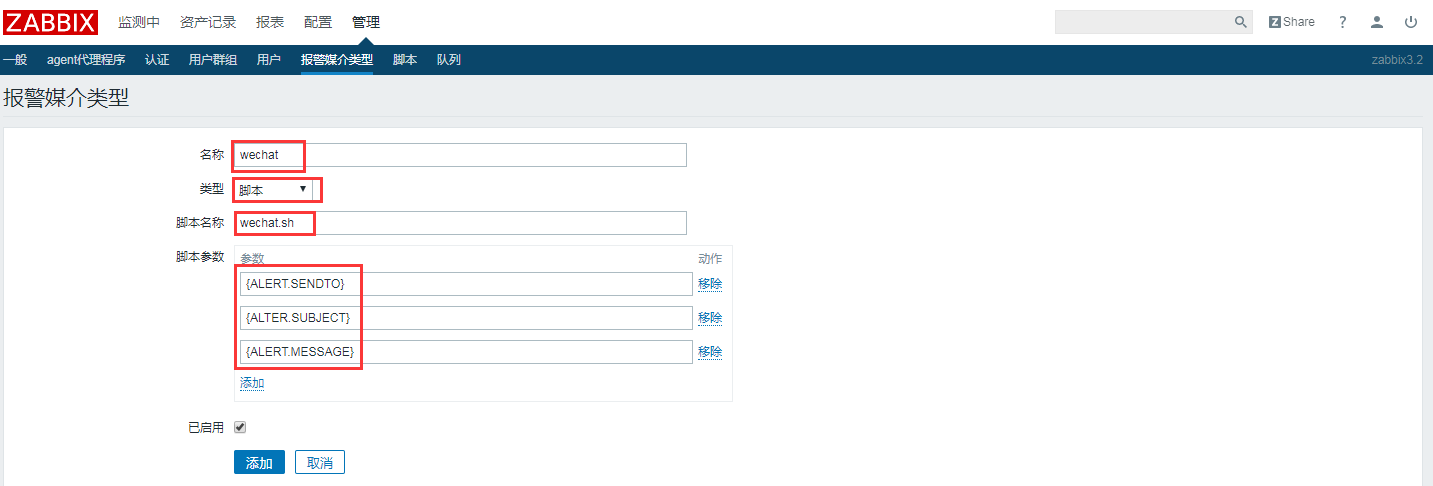 ZABBIX 监测中 资产记录 报表 配置 管理 Z Share ?
一般 agent代理程序 认证 用户群组 用户 报警媒介类型 脚本 队列 zabbix3.2
报警媒介类型
名称 wechat
类型 脚本
脚本名称 wechat.sh
脚本参数 参数 动作
{ALERT.SENDTO} 移除
{ALTER.SUBJECT} 移除
{ALERT.MESSAGE} 移除
添加
已启用
添加 取消